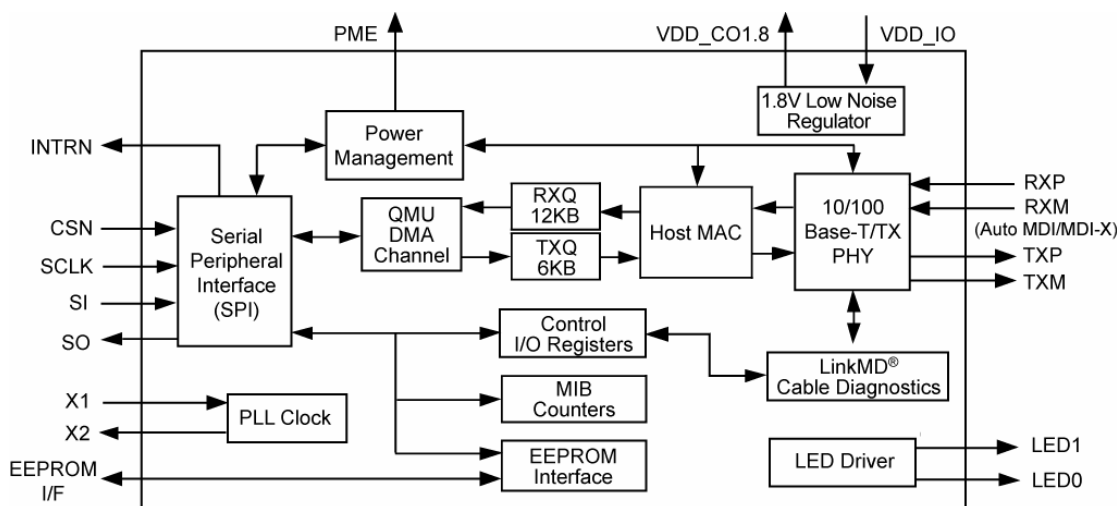 PME
VDD_CO1.8
VDD_IO
1.8V Low Noise
Regulator
Power
Management
INTRN
CSN
SCLK
SI
SO
Serial
Peripheral
Interface
(SPI)
QMU
DMA
Channel
RXQ
12KB
TXQ
6KB
Host MAC
10/100
Base-T/TX
PHY
RXP
RXM
(Auto MDI/MDI-X)
TXP
TXM
Control
I/O Registers
LinkMD®
Cable Diagnostics
MIB
Counters
X1
X2
PLL Clock
EEPROM
I/F
EEPROM
Interface
LED Driver
LED1
LED0